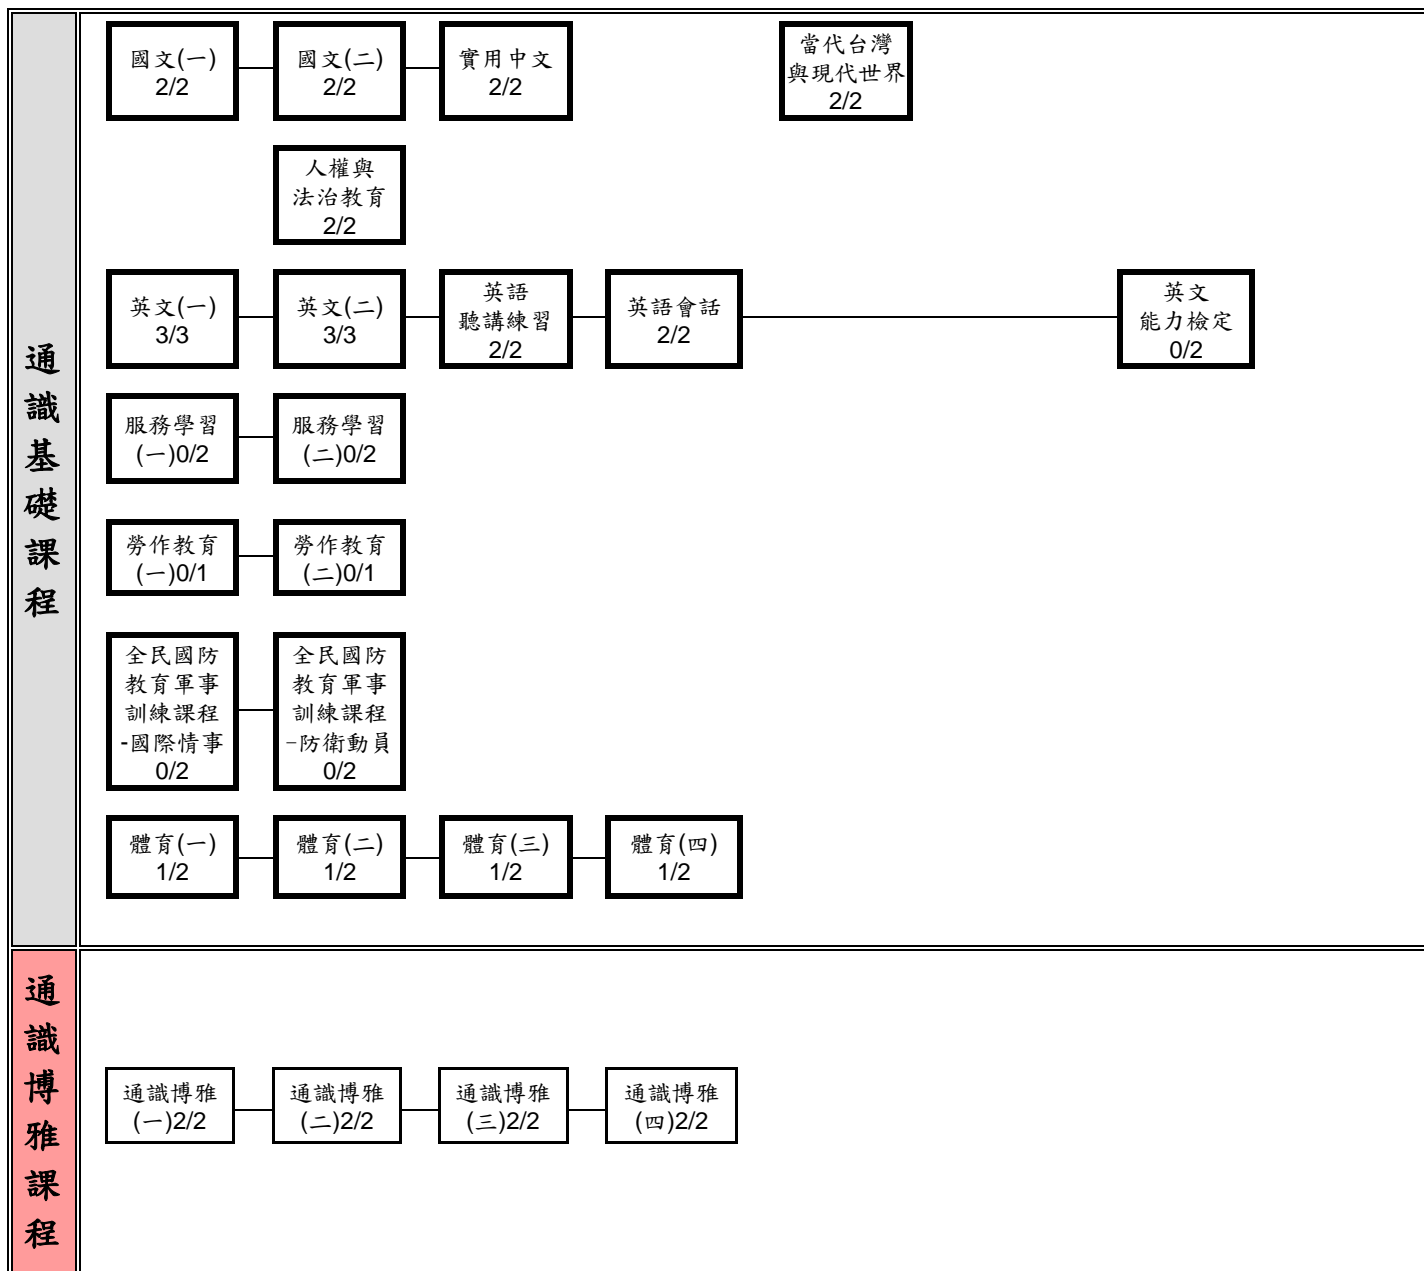 通識基礎課程
國文(一)
2/2
國文(二)
2/2
實用中文
2/2
當代台灣
與現代世界
2/2
人權與
法治教育
2/2
英文(一)
3/3
英文(二)
3/3
英語
聽講練習
2/2
英語會話
2/2
英文
能力檢定
0/2
服務學習
(一)0/2
服務學習
(二)0/2
勞作教育
(一)0/1
勞作教育
(二)0/1
全民國防
教育軍事
訓練課程
-國際情事
0/2
全民國防
教育軍事
訓練課程
–防衛動員
0/2
體育(一)
1/2
體育(二)
1/2
體育(三)
1/2
體育(四)
1/2
通識博雅課程
通識博雅
(一)2/2
通識博雅
(二)2/2
通識博雅
(三)2/2
通識博雅
(四)2/2